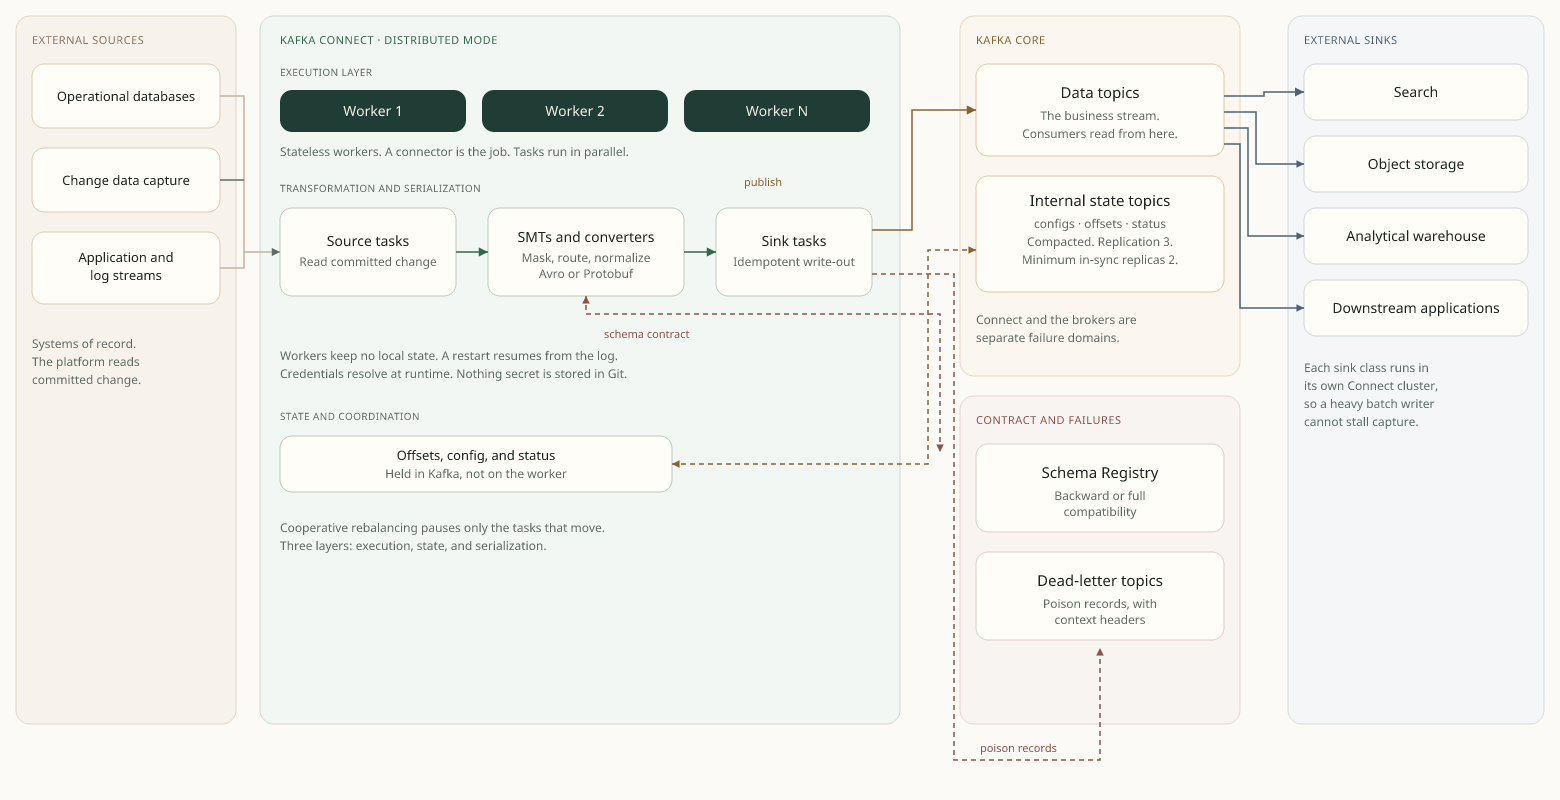 EXTERNAL SOURCES
Operational databases
Change data capture
Application and
log streams
Systems of record.
The platform reads
committed change.
KAFKA CONNECT · DISTRIBUTED MODE
EXECUTION LAYER
Worker 1
Worker 2
Worker N
Stateless workers. A connector is the job. Tasks run in parallel.
TRANSFORMATION AND SERIALIZATION
publish
Source tasks
Read committed change
SMTs and converters
Mask, route, normalize
Avro or Protobuf
Sink tasks
Idempotent write-out
schema contract
Workers keep no local state. A restart resumes from the log.
Credentials resolve at runtime. Nothing secret is stored in Git.
STATE AND COORDINATION
Offsets, config, and status
Held in Kafka, not on the worker
Cooperative rebalancing pauses only the tasks that move.
Three layers: execution, state, and serialization.
KAFKA CORE
Data topics
The business stream.
Consumers read from here.
Internal state topics
configs · offsets · status
Compacted. Replication 3.
Minimum in-sync replicas 2.
Connect and the brokers are
separate failure domains.
CONTRACT AND FAILURES
Schema Registry
Backward or full
compatibility
Dead-letter topics
Poison records, with
context headers
poison records
EXTERNAL SINKS
Search
Object storage
Analytical warehouse
Downstream applications
Each sink class runs in
its own Connect cluster,
so a heavy batch writer
cannot stall capture.